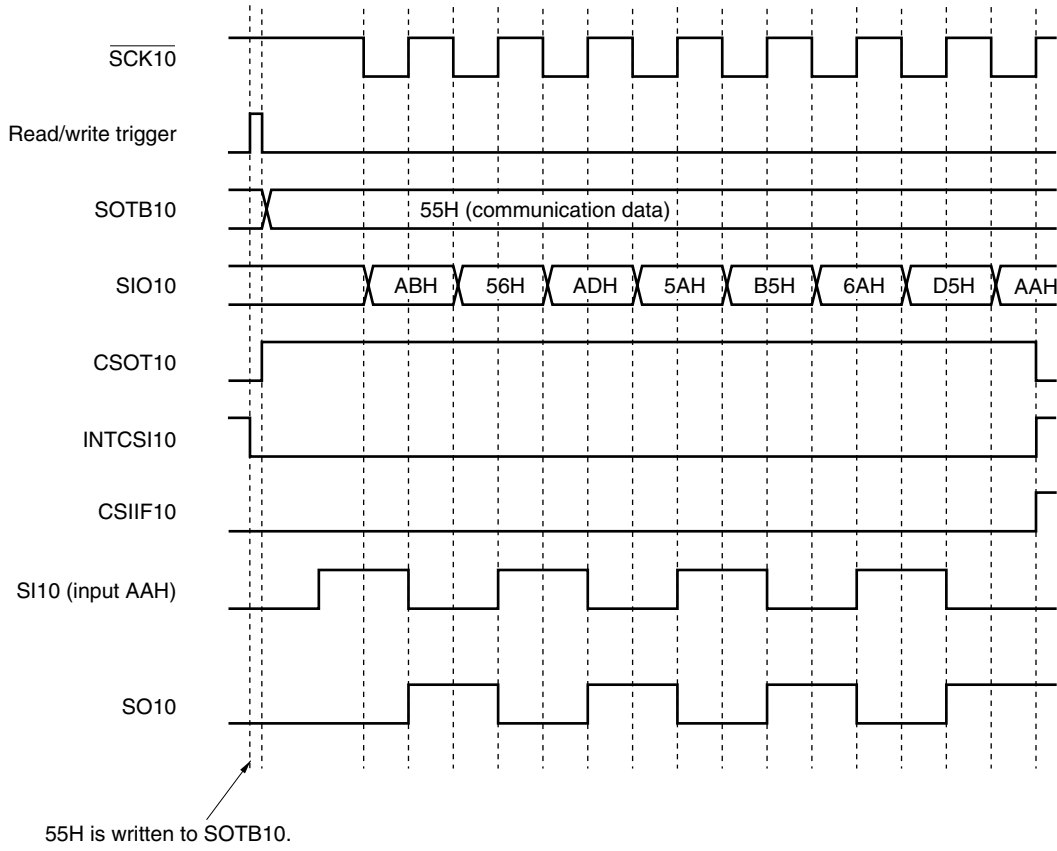 SCK10
Read/write trigger
SOTB10
55H (communication data)
SIO10
ABH 56H ADH 5AH B5H 6AH D5H AAH
CSOT10
INTCSI10
CSIIF10
SI10 (input AAH)
SO10
55H is written to SOTB10.